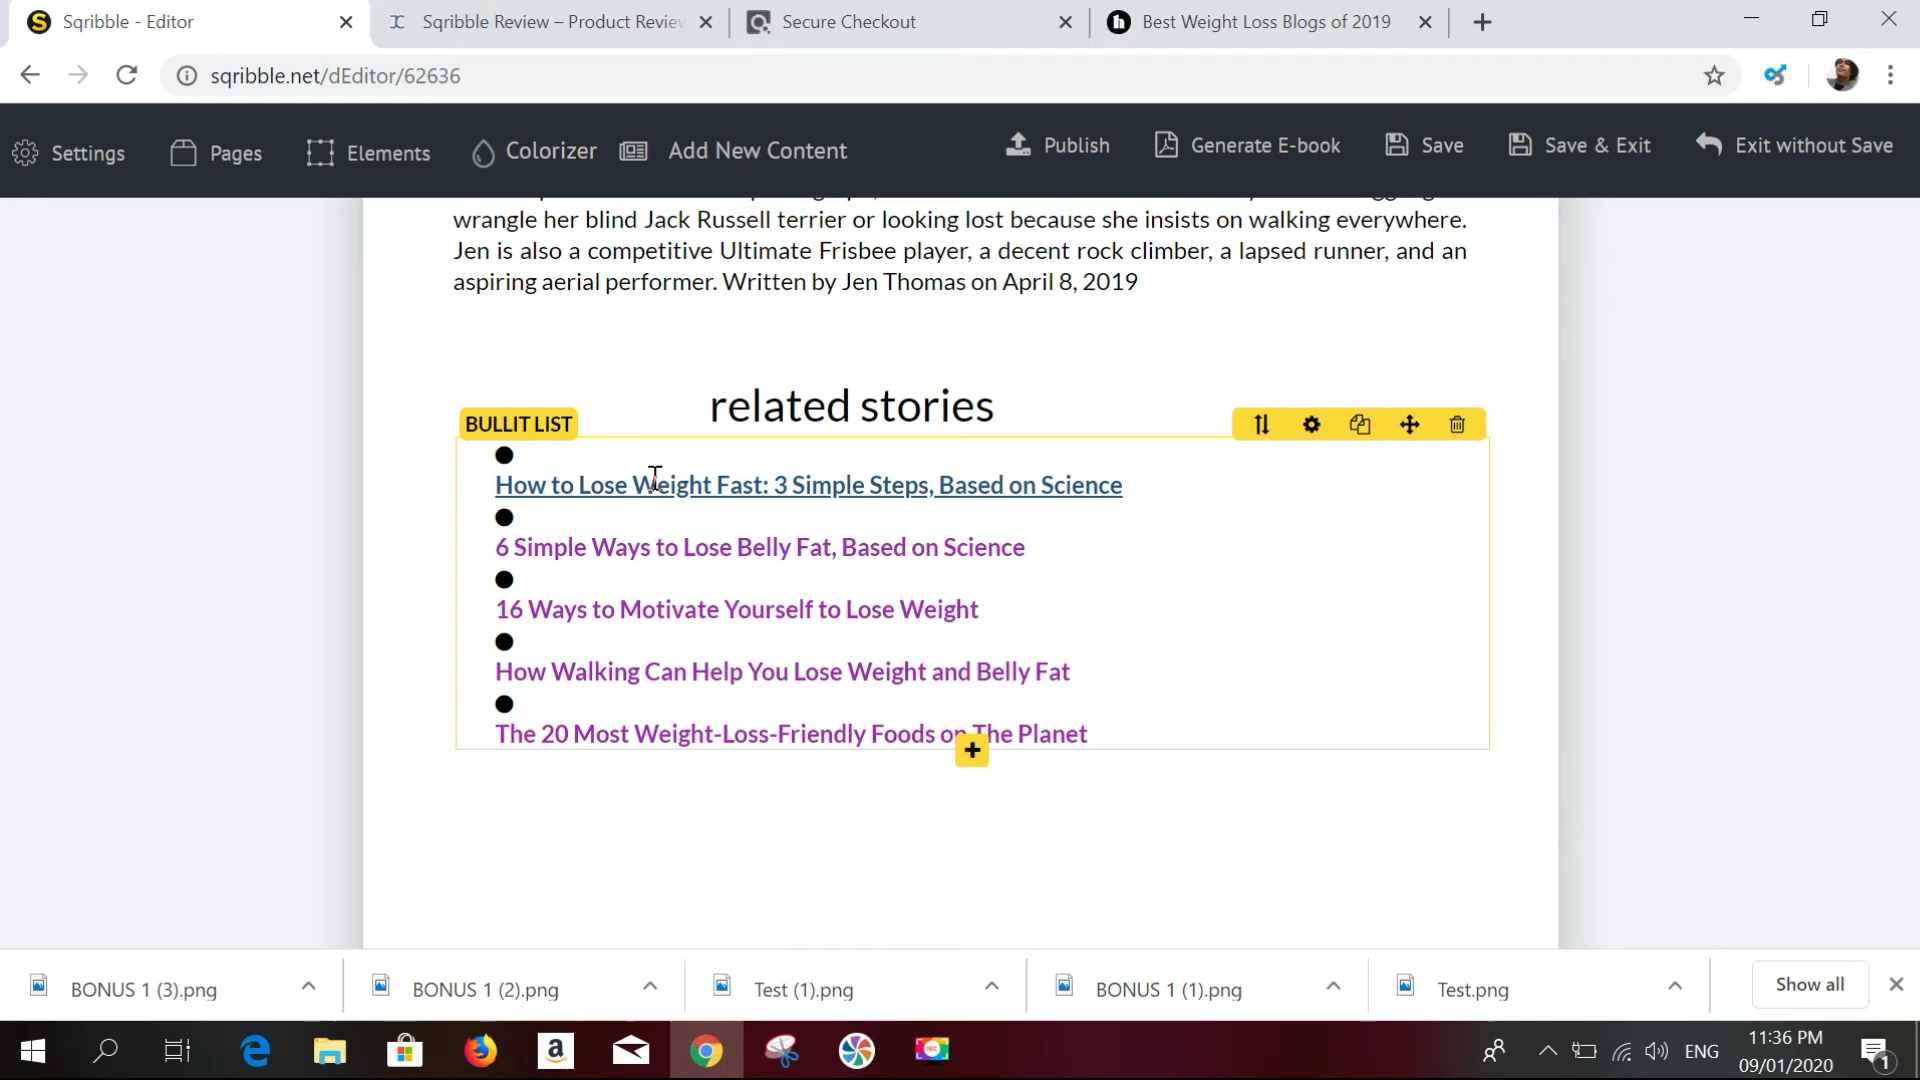 Sqribble - Editor
Sqribble Review – Product Review
Secure Checkout
Best Weight Loss Blogs of 2019
sqribble.net/dEditor/62636
Settings
Pages
Elements
Colorizer
Add New Content
Publish
Generate E-book
Save
Save & Exit
Exit without Save
wrangle her blind Jack Russell terrier or looking lost because she insists on walking everywhere.
Jen is also a competitive Ultimate Frisbee player, a decent rock climber, a lapsed runner, and an
aspiring aerial performer. Written by Jen Thomas on April 8, 2019
related stories
BULLIT LIST
How to Lose Weight Fast: 3 Simple Steps, Based on Science
6 Simple Ways to Lose Belly Fat, Based on Science
16 Ways to Motivate Yourself to Lose Weight
How Walking Can Help You Lose Weight and Belly Fat
The 20 Most Weight-Loss-Friendly Foods on The Planet
BONUS 1 (3).png
BONUS 1 (2).png
Test (1).png
BONUS 1 (1).png
Test.png
Show all
ENG
11:36 PM
09/01/2020
1